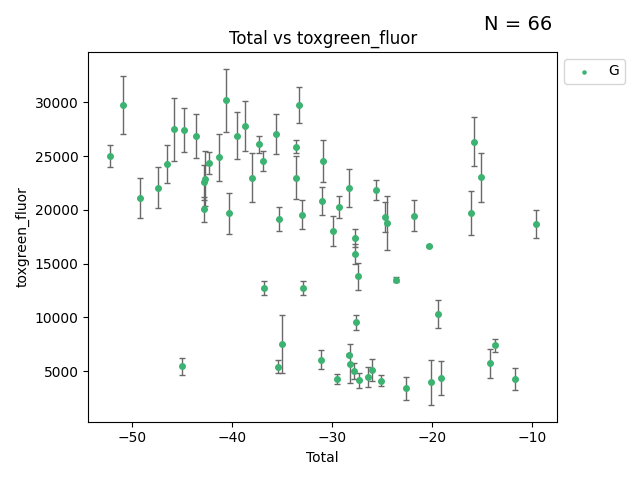 N = 66
Total vs toxgreen_fluor
G
toxgreen_fluor
30000
25000
20000
15000
10000
5000
−50 −40 −30 −20 −10
Total